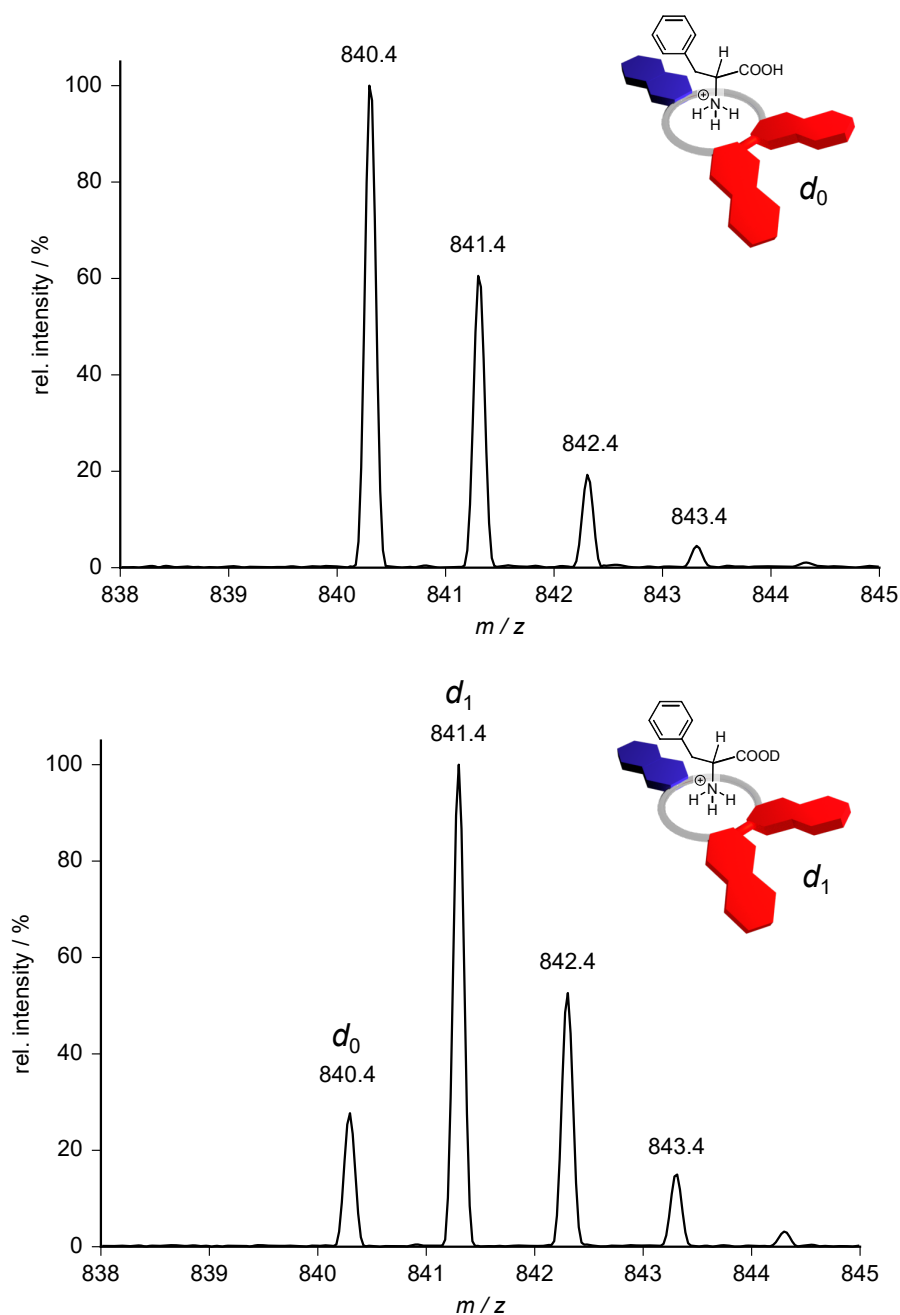 840.4
100
80
60
40
20
0
rel. intensity / %
841.4
842.4
843.4
838 839 840 841 842 843 844 845
m / z
H
COOH
⊕
N
H H
H
d0
d1
841.4
100
80
60
40
20
0
rel. intensity / %
d0
840.4
842.4
843.4
838 839 840 841 842 843 844 845
m / z
H
COOD
⊕
N
H H
H
d1